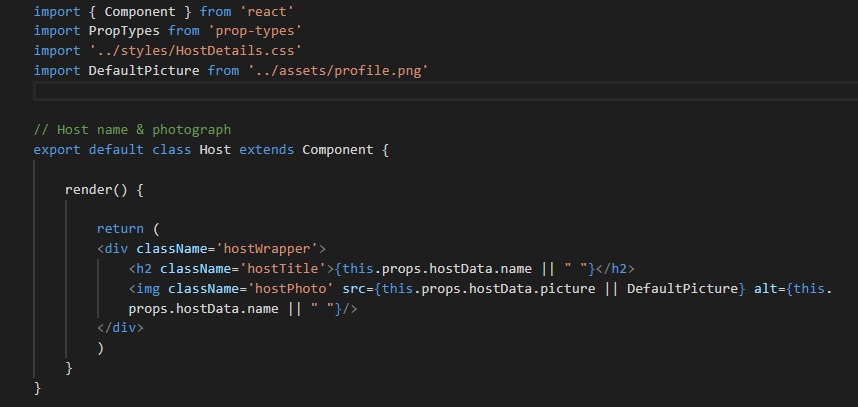 import { Component } from 'react'
import PropTypes from 'prop-types'
import '../styles/HostDetails.css'
import DefaultPicture from '../assets/profile.png'
// Host name & photograph
export default class Host extends Component {
render() {
return (
<div className='hostWrapper'>
<h2 className='hostTitle'>{this.props.hostData.name || " "}</h2>
<img className='hostPhoto' src={this.props.hostData.picture || DefaultPicture} alt={this.
props.hostData.name || " "}/>
</div>
)
}
}